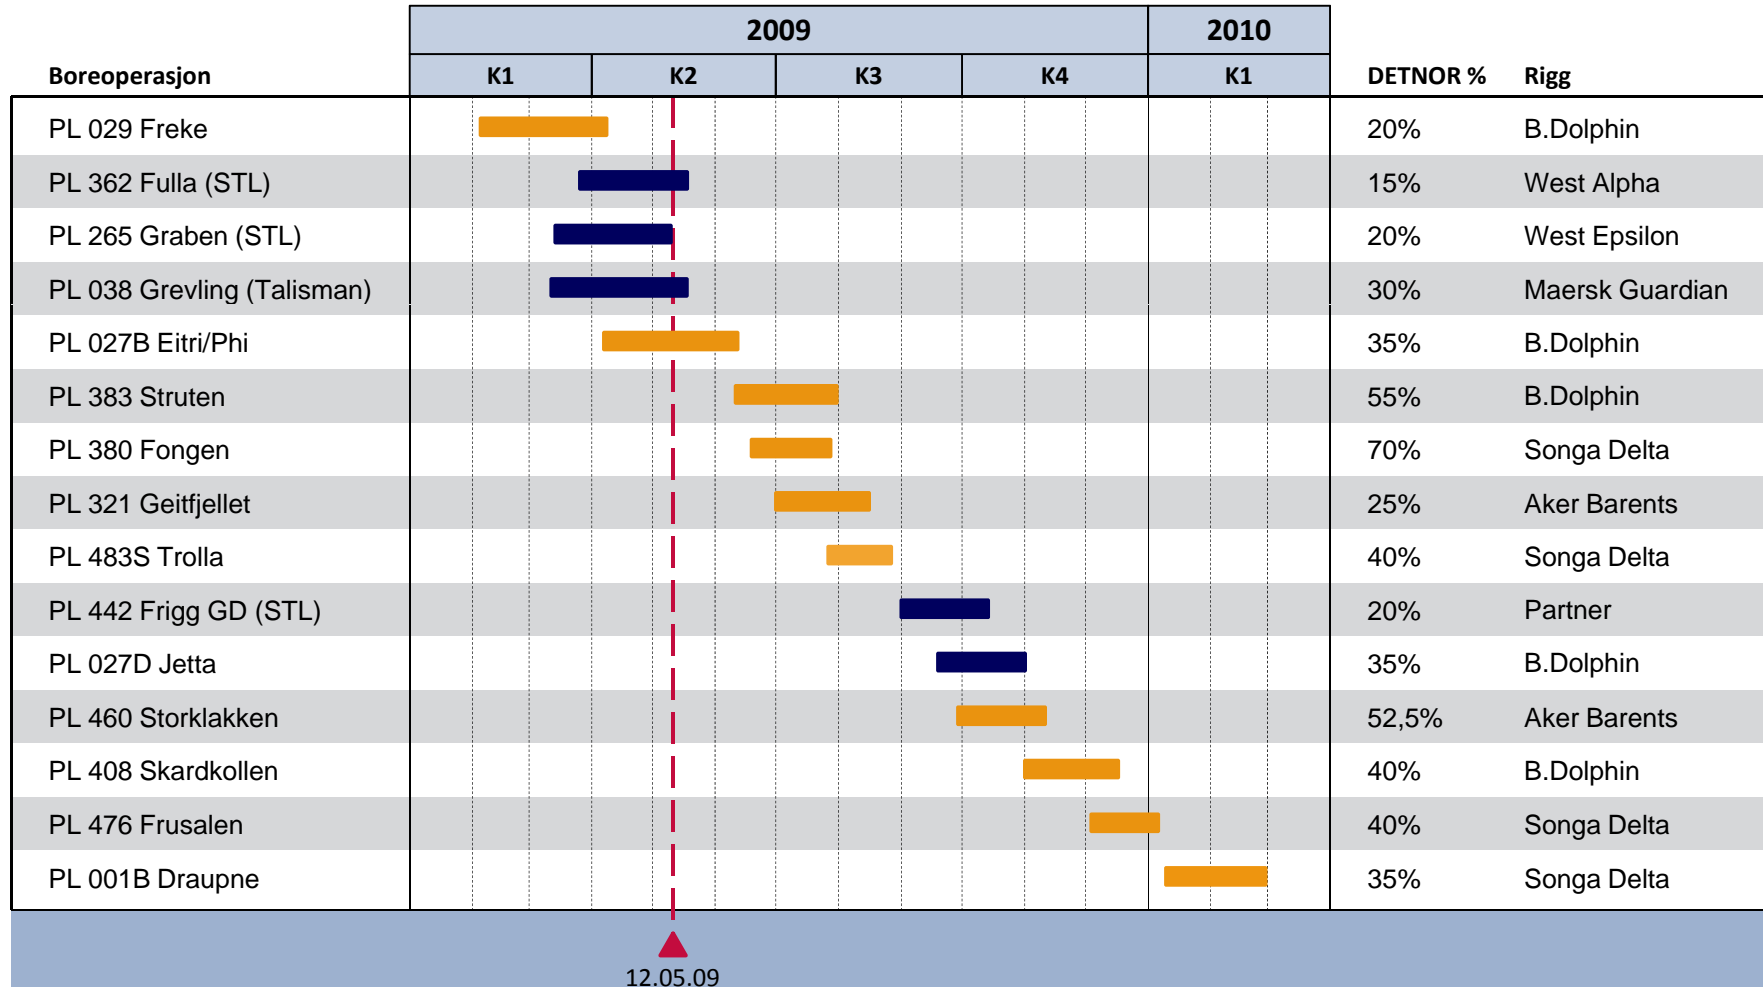 2009 2010
Boreoperasjon K1 K2 K3 K4 K1 DETNOR % Rigg
PL 029 Freke 20% B.Dolphin
PL 362 Fulla (STL) 15% West Alpha
PL 265 Graben (STL) 20% West Epsilon
PL 038 Grevling (Talisman) 30% Maersk Guardian
PL 027B Eitri/Phi 35% B.Dolphin
PL 383 Struten 55% B.Dolphin
PL 380 Fongen 70% Songa Delta
PL 321 Geitfjellet 25% Aker Barents
PL 483S Trolla 40% Songa Delta
PL 442 Frigg GD (STL) 20% Partner
PL 027D Jetta 35% B.Dolphin
PL 460 Storklakken 52,5% Aker Barents
PL 408 Skardkollen 40% B.Dolphin
PL 476 Frusalen 40% Songa Delta
PL 001B Draupne 35% Songa Delta
12.05.09